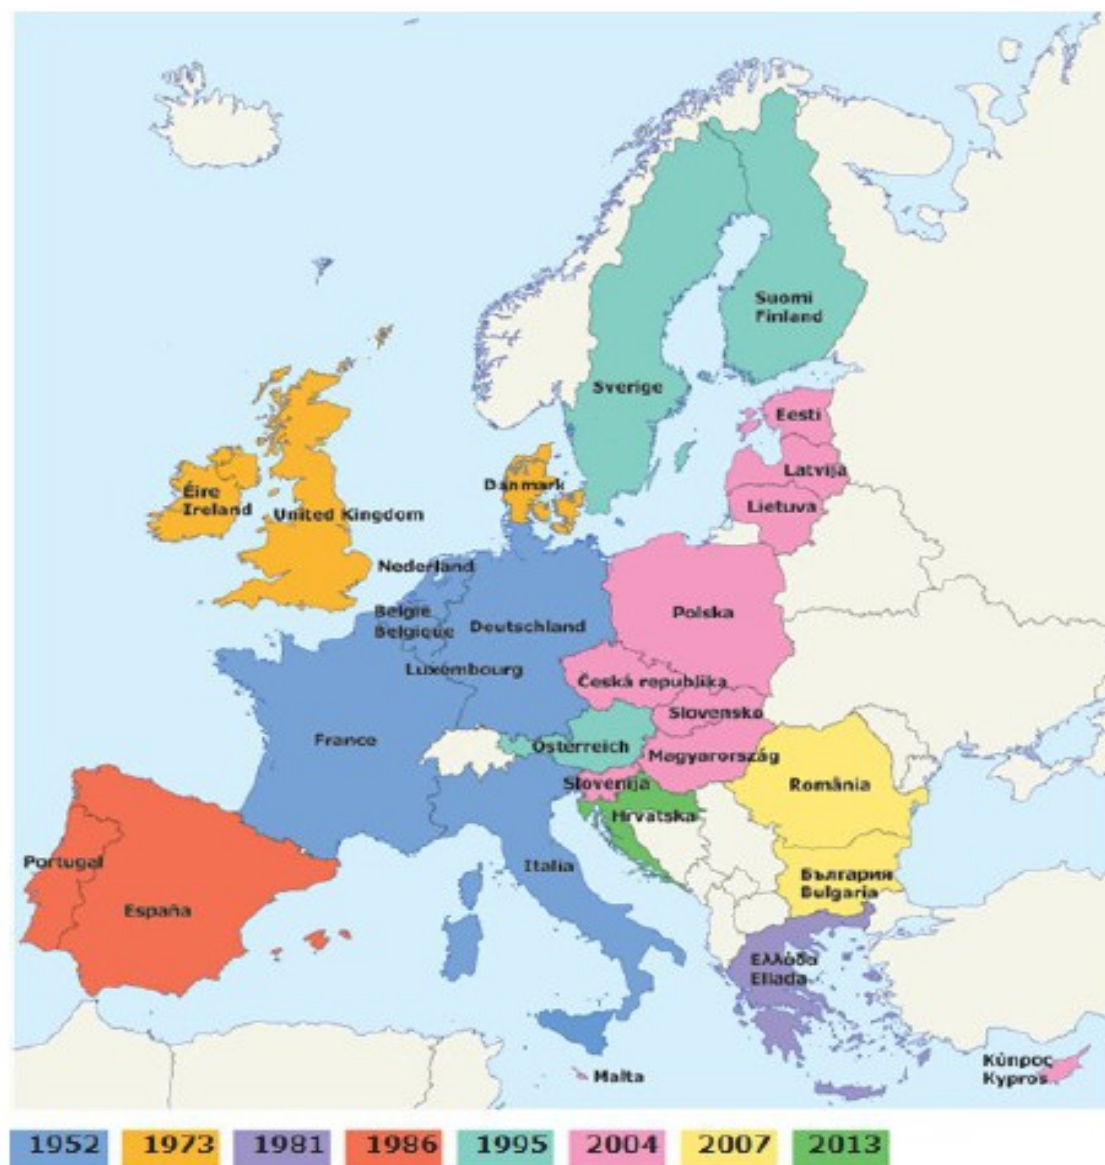 Suomi
Finland
Sverige
Eesti
Latvija
Lietuva
Danmark
Éire
Ireland
United Kingdom
Nederland
België
Belgique
Deutschland
Polska
Luxembourg
Česká republika
Slovensko
France
Österreich
Magyarország
Slovenija
România
Hrvatska
Portugal
Italia
България
Bulgaria
España
Ελλάδα
Ellada
Κύπρος
Kypros
Malta
1952 1973 1981 1986 1995 2004 2007 2013